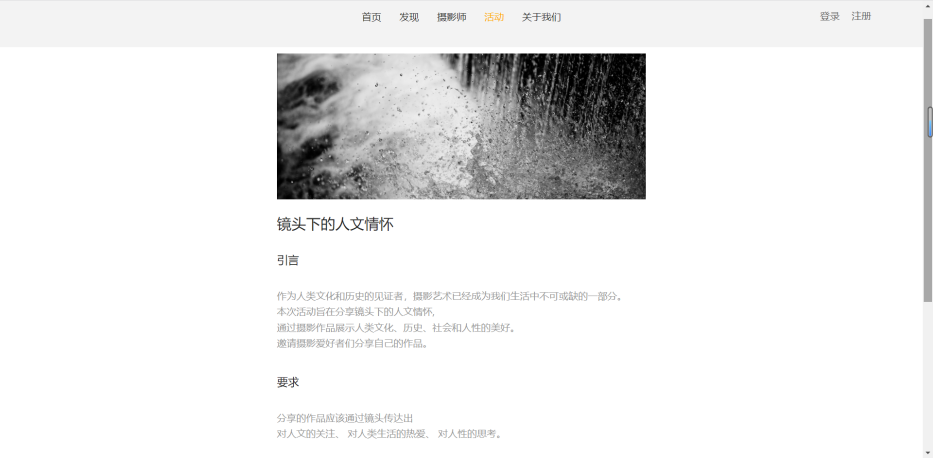 首页 发现 摄影师 活动 关于我们 登录 注册
镜头下的人文情怀
引言
作为人类文化和历史的见证者，摄影艺术已经成为我们生活中不可或缺的一部分。
本次活动旨在分享镜头下的人文情怀,
通过摄影作品展示人类文化、历史、社会和人性的美好。
邀请摄影爱好者们分享自己的作品。
要求
分享的作品应该通过镜头传达出
对人文的关注、 对人类生活的热爱、 对人性的思考。